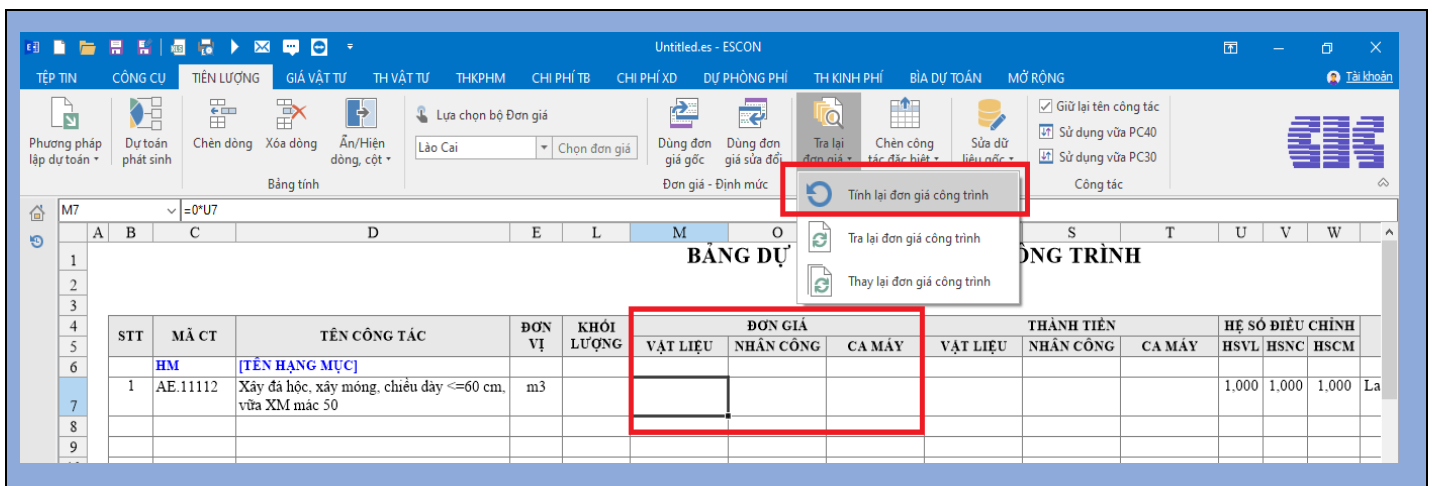 Untitled.es - ESCON
TỆP TIN CÔNG CỤ TIÊN LƯỢNG GIÁ VẬT TƯ TH VẬT TƯ THKPHM CHI PHÍ TB CHI PHÍ XD DỰ PHÒNG PHÍ TH KINH PHÍ BÌA DỰ TOÁN MỞ RỘNG Tài khoản
Phương pháp lập dự toán
Dự toán phát sinh
Chèn dòng
Xóa dòng
Ẩn/Hiện dòng, cột
Bảng tính
Lựa chọn bộ Đơn giá
Lào Cai Chọn đơn giá
Dùng đơn giá gốc
Dùng đơn giá sửa đổi
Tra lại đơn giá
Chèn công tác đặc biệt
Sửa dữ liệu gốc
Đơn giá - Định mức
Giữ lại tên công tác
Sử dụng vữa PC40
Sử dụng vữa PC30
Công tác
CIC
Tính lại đơn giá công trình
Tra lại đơn giá công trình
Thay lại đơn giá công trình
M7 =0*U7
A B C D E L M O S T U V W
1 BẢNG DỰ ÔNG TRÌNH
2
3
4 STT MÃ CT TÊN CÔNG TÁC ĐƠN VỊ KHỐI LƯỢNG ĐƠN GIÁ THÀNH TIỀN HỆ SỐ ĐIỀU CHỈNH
5 VẬT LIỆU NHÂN CÔNG CA MÁY VẬT LIỆU NHÂN CÔNG CA MÁY HSVL HSNC HSCM
6 HM [TÊN HẠNG MỤC]
1 AE.11112 Xây đá hộc, xây móng, chiều dày <=60 cm, m3 1,000 1,000 1,000 La
7 vữa XM mác 50
8
9